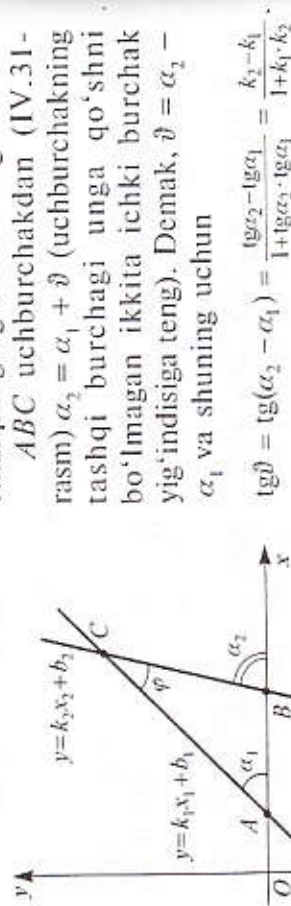 ABC uchburchakdan (IV.31-
rasm) α₂ = α₁ + ϑ (uchburchakning
tashqi burchagi unga qo‘shni
bo‘lmagan ikkita ichki burchak
yig‘indisiga teng). Demak, ϑ = α₂ −
α₁ va shuning uchun
tgϑ = tg(α₂ − α₁) = (tgα₂−tgα₁)/(1+tgα₂·tgα₁) = (k₂−k₁)/(1+k₁·k₂)
y
y=k₂x₂+b₂
C
φ
y=k₁x₁+b₁
α₁
α₂
O
A
B
x